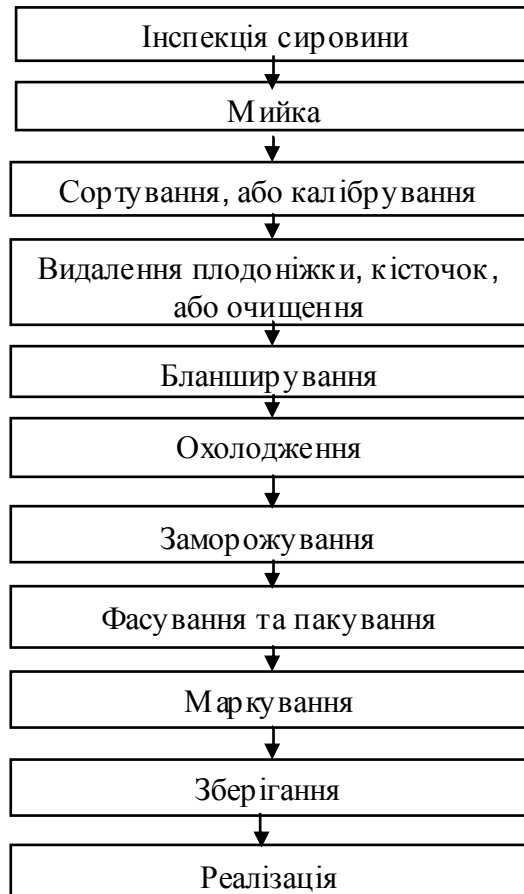 Інспекція сировини
Мийка
Сортування, або калібрування
Видалення плодоніжки, кісточок,
або очищення
Бланширування
Охолодження
Заморожування
Фасування та пакування
Маркування
Зберігання
Реалізація